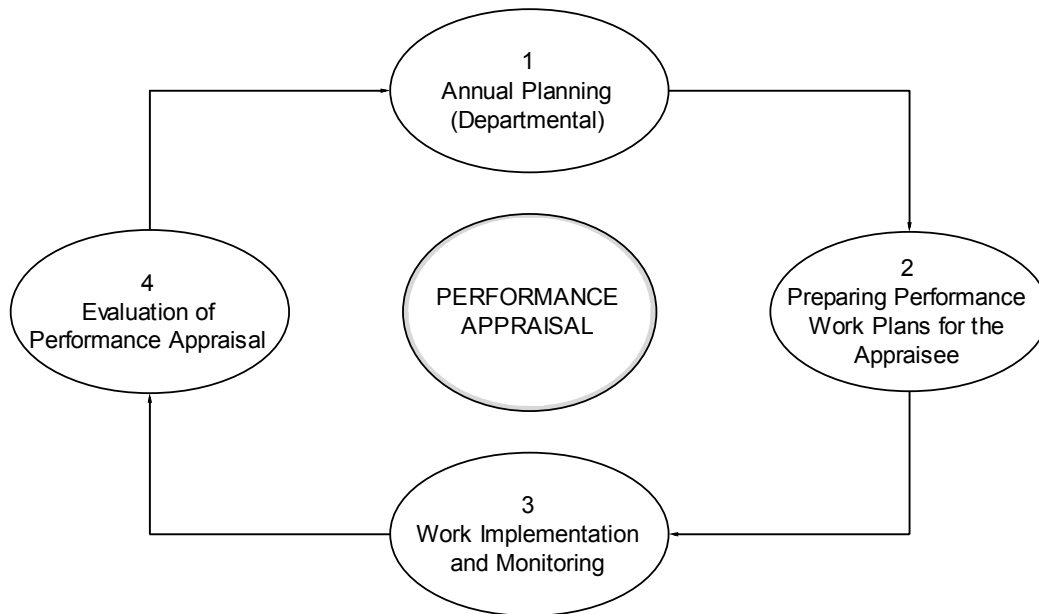 1
Annual Planning
(Departmental)
2
Preparing Performance
Work Plans for the
Appraisee
3
Work Implementation
and Monitoring
4
Evaluation of
Performance Appraisal
PERFORMANCE
APPRAISAL